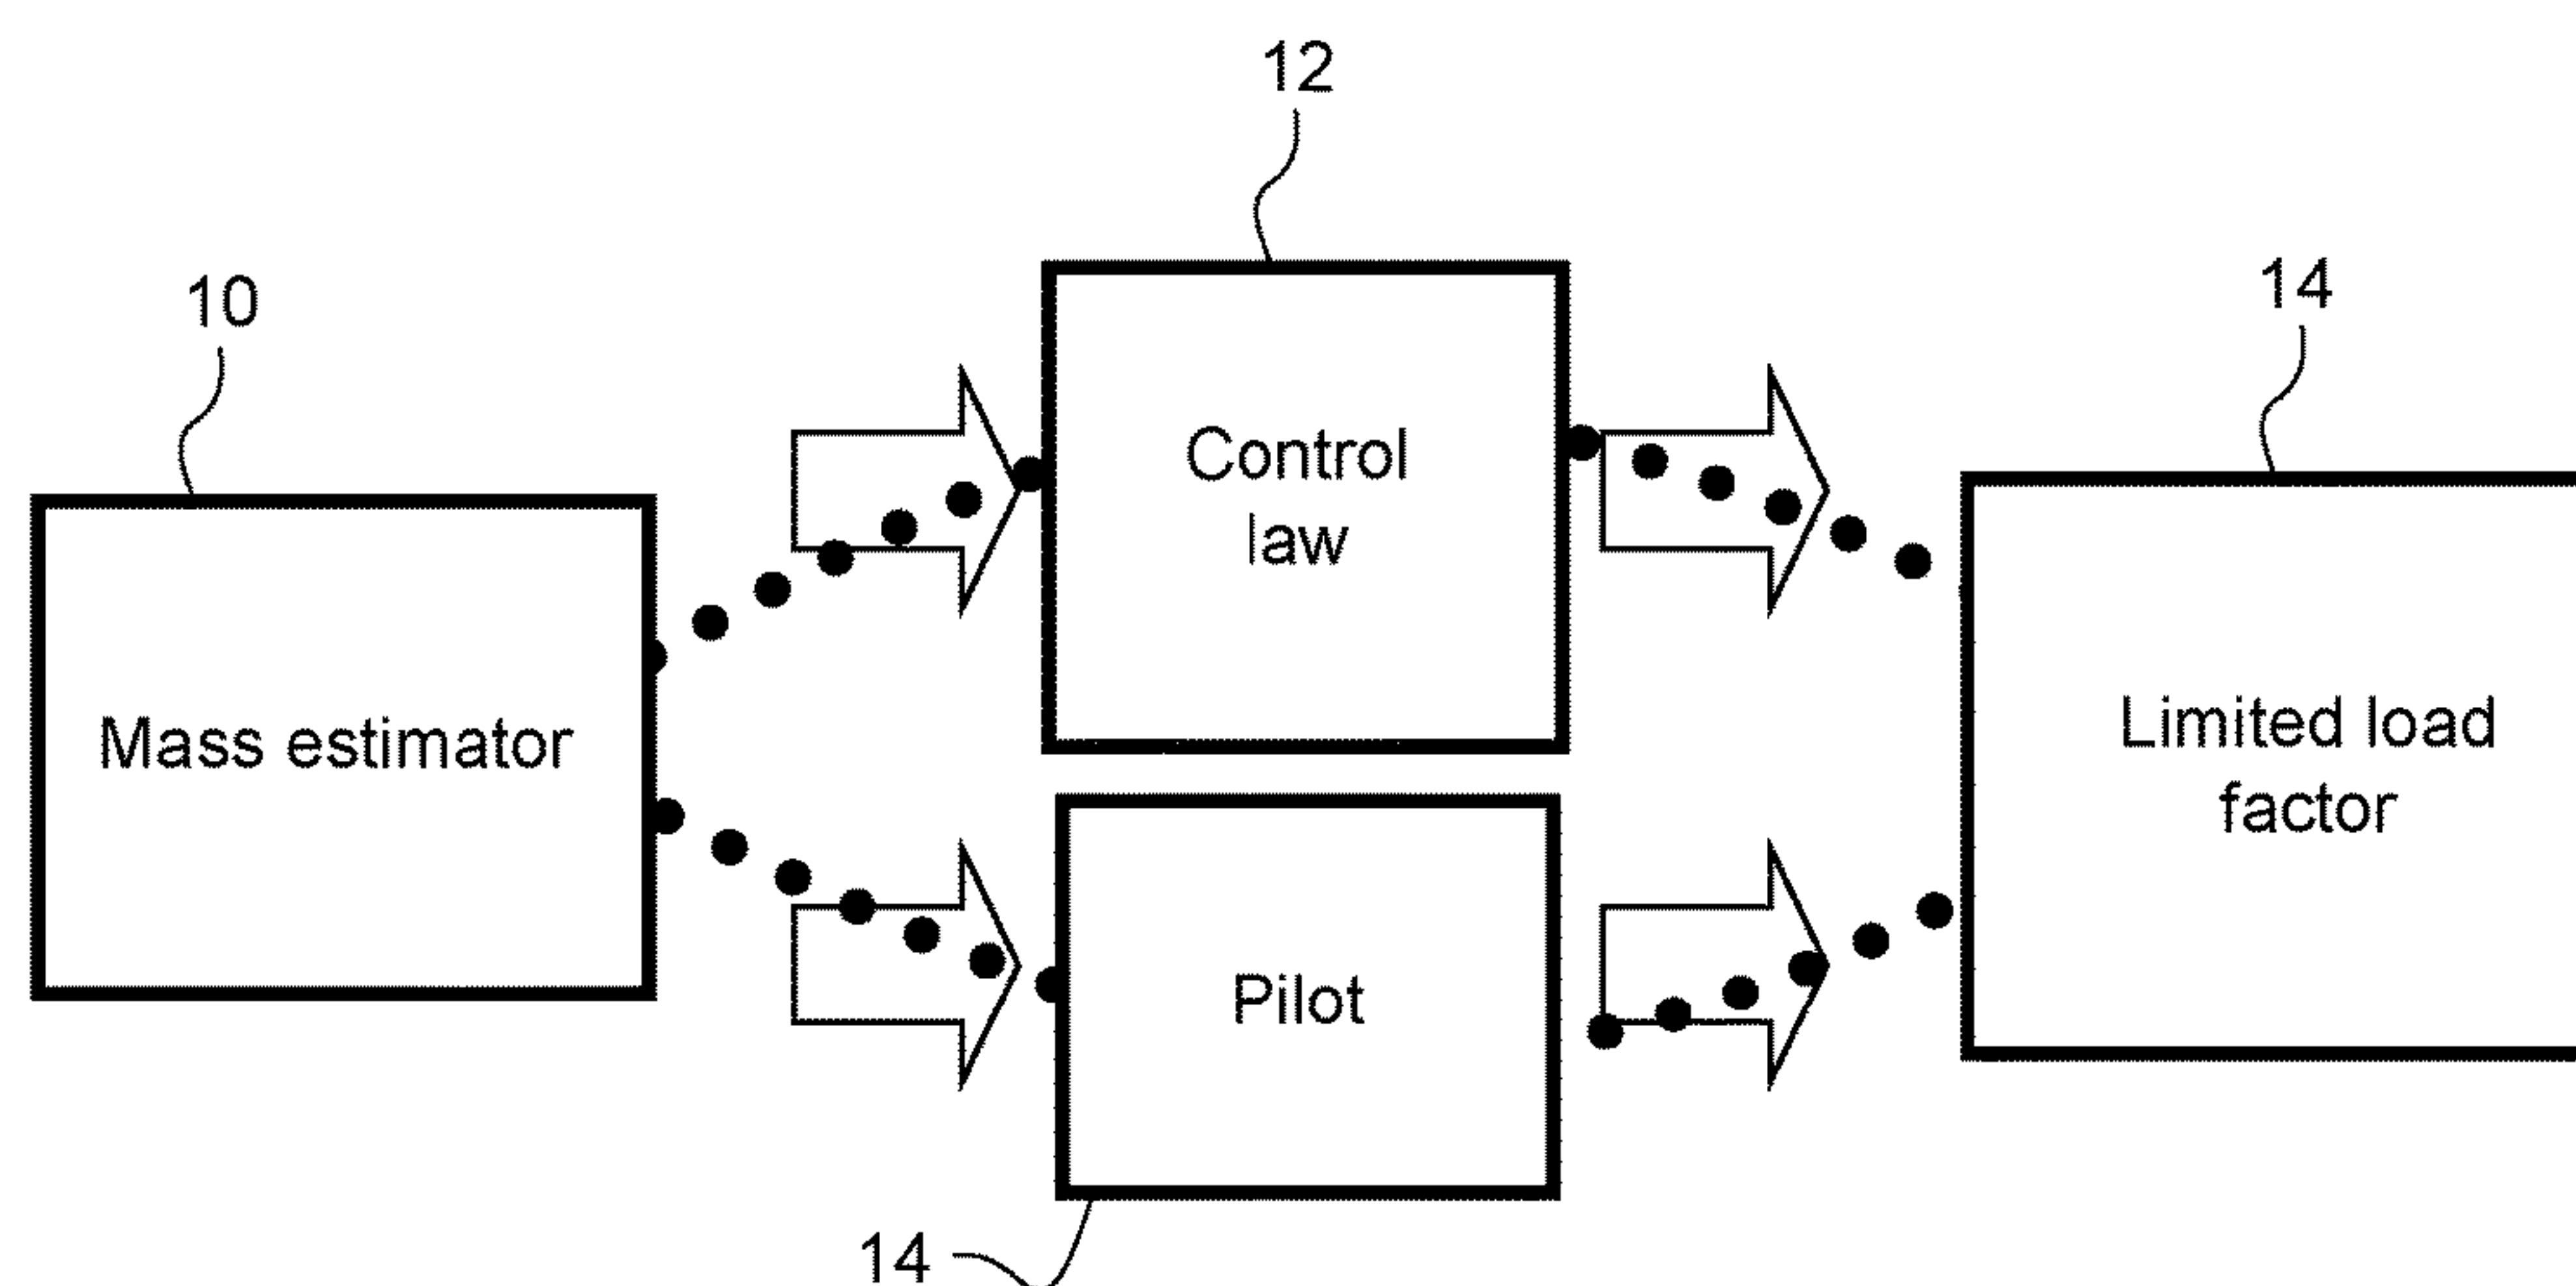 12
10
14
Control
law
Mass estimator
Limited load
factor
Pilot
14